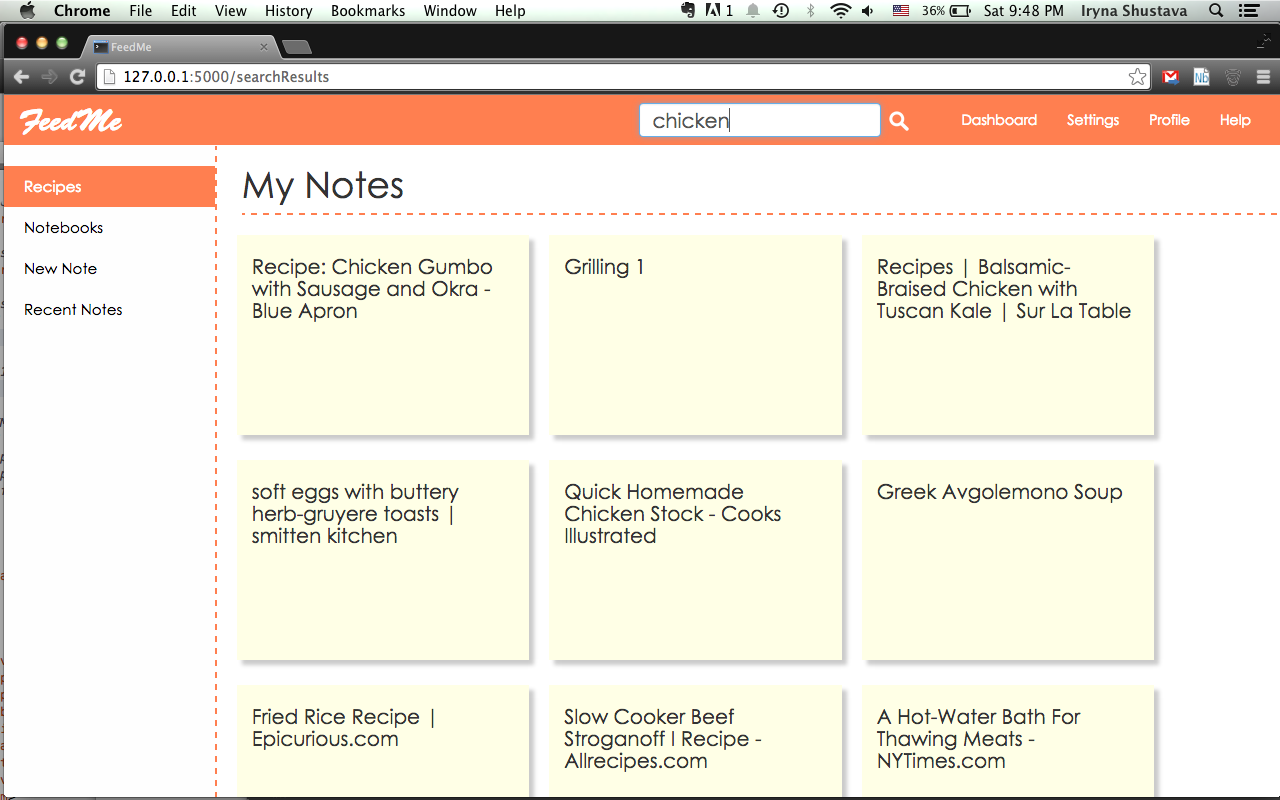 Chrome File Edit View History Bookmarks Window Help 1 36% Sat 9:48 PM Iryna Shustava
FeedMe
127.0.0.1:5000/searchResults
Nb
FeedMe
chicken
Dashboard Settings Profile Help
Recipes
Notebooks
New Note
Recent Notes
My Notes
Recipe: Chicken Gumbo
with Sausage and Okra -
Blue Apron
Grilling 1
Recipes | Balsamic-
Braised Chicken with
Tuscan Kale | Sur La Table
soft eggs with buttery
herb-gruyere toasts |
smitten kitchen
Quick Homemade
Chicken Stock - Cooks
Illustrated
Greek Avgolemono Soup
Fried Rice Recipe |
Epicurious.com
Slow Cooker Beef
Stroganoff I Recipe -
Allrecipes.com
A Hot-Water Bath For
Thawing Meats -
NYTimes.com